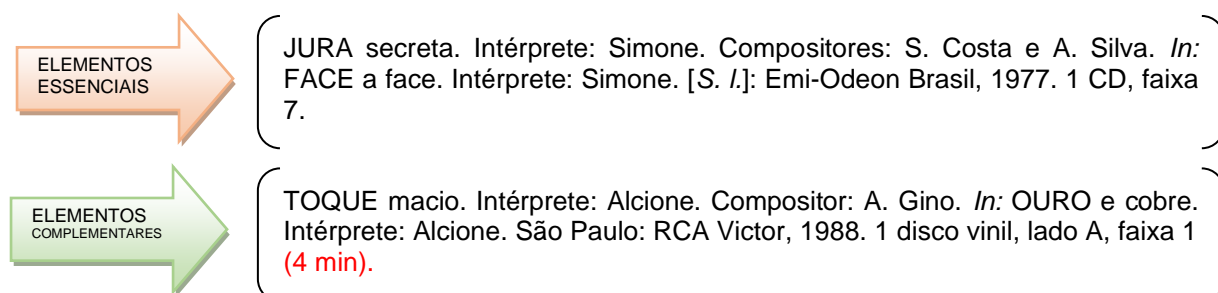 ELEMENTOS
ESSENCIAIS
JURA secreta. Intérprete: Simone. Compositores: S. Costa e A. Silva. In:
FACE a face. Intérprete: Simone. [S. l.]: Emi-Odeon Brasil, 1977. 1 CD, faixa
7.
ELEMENTOS
COMPLEMENTARES
TOQUE macio. Intérprete: Alcione. Compositor: A. Gino. In: OURO e cobre.
Intérprete: Alcione. São Paulo: RCA Victor, 1988. 1 disco vinil, lado A, faixa 1
(4 min).